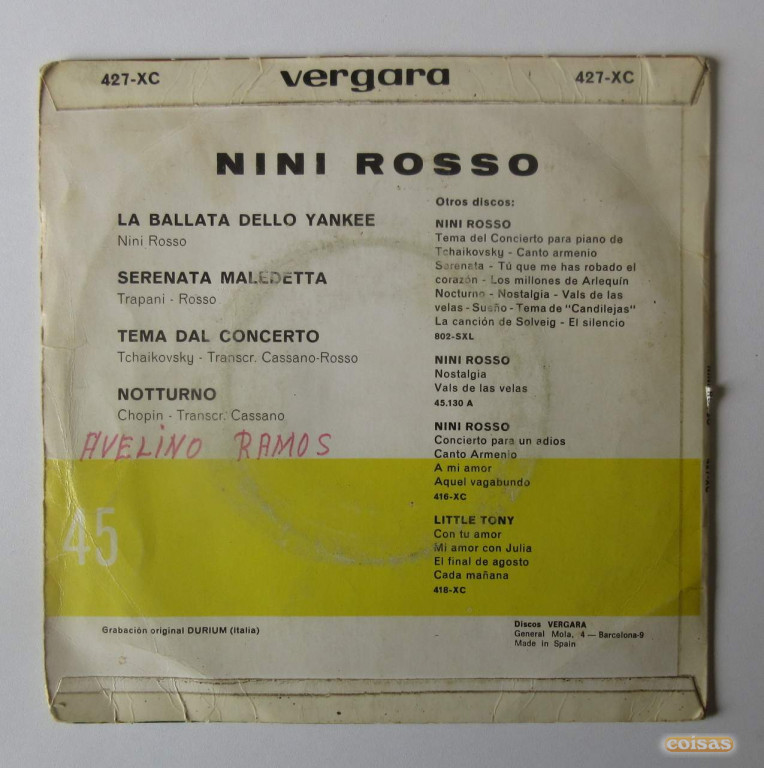 427-XC vergara 427-XC
NINI ROSSO
LA BALLATA DELLO YANKEE
Nini Rosso
SERENATA MALEDETTA
Trapani - Rosso
TEMA DAL CONCERTO
Tchaikovsky - Transcr. Cassano-Rosso
NOTTURNO
Chopin - Transcr. Cassano
AVELINO RAMOS
45
Grabación original DURIUM (Italia)
Otros discos:
NINI ROSSO
Tema del Concierto para piano de
Tchaikovsky - Canto armenio
Serenata - Tú que me has robado el
corazón - Los millones de Arlequín
Nocturno - Nostalgia - Vals de las
velas - Sueño - Tema de "Candilejas"
La canción de Solveig - El silencio
802-SXL
NINI ROSSO
Nostalgia
Vals de las velas
45.130 A
NINI ROSSO
Concierto para un adios
Canto Armenio
A mi amor
Aquel vagabundo
416-XC
LITTLE TONY
Con tu amor
Mi amor con Julia
El final de agosto
Cada mañana
418-XC
Discos VERGARA
General Mola, 4 — Barcelona-9
Made in Spain
coisas